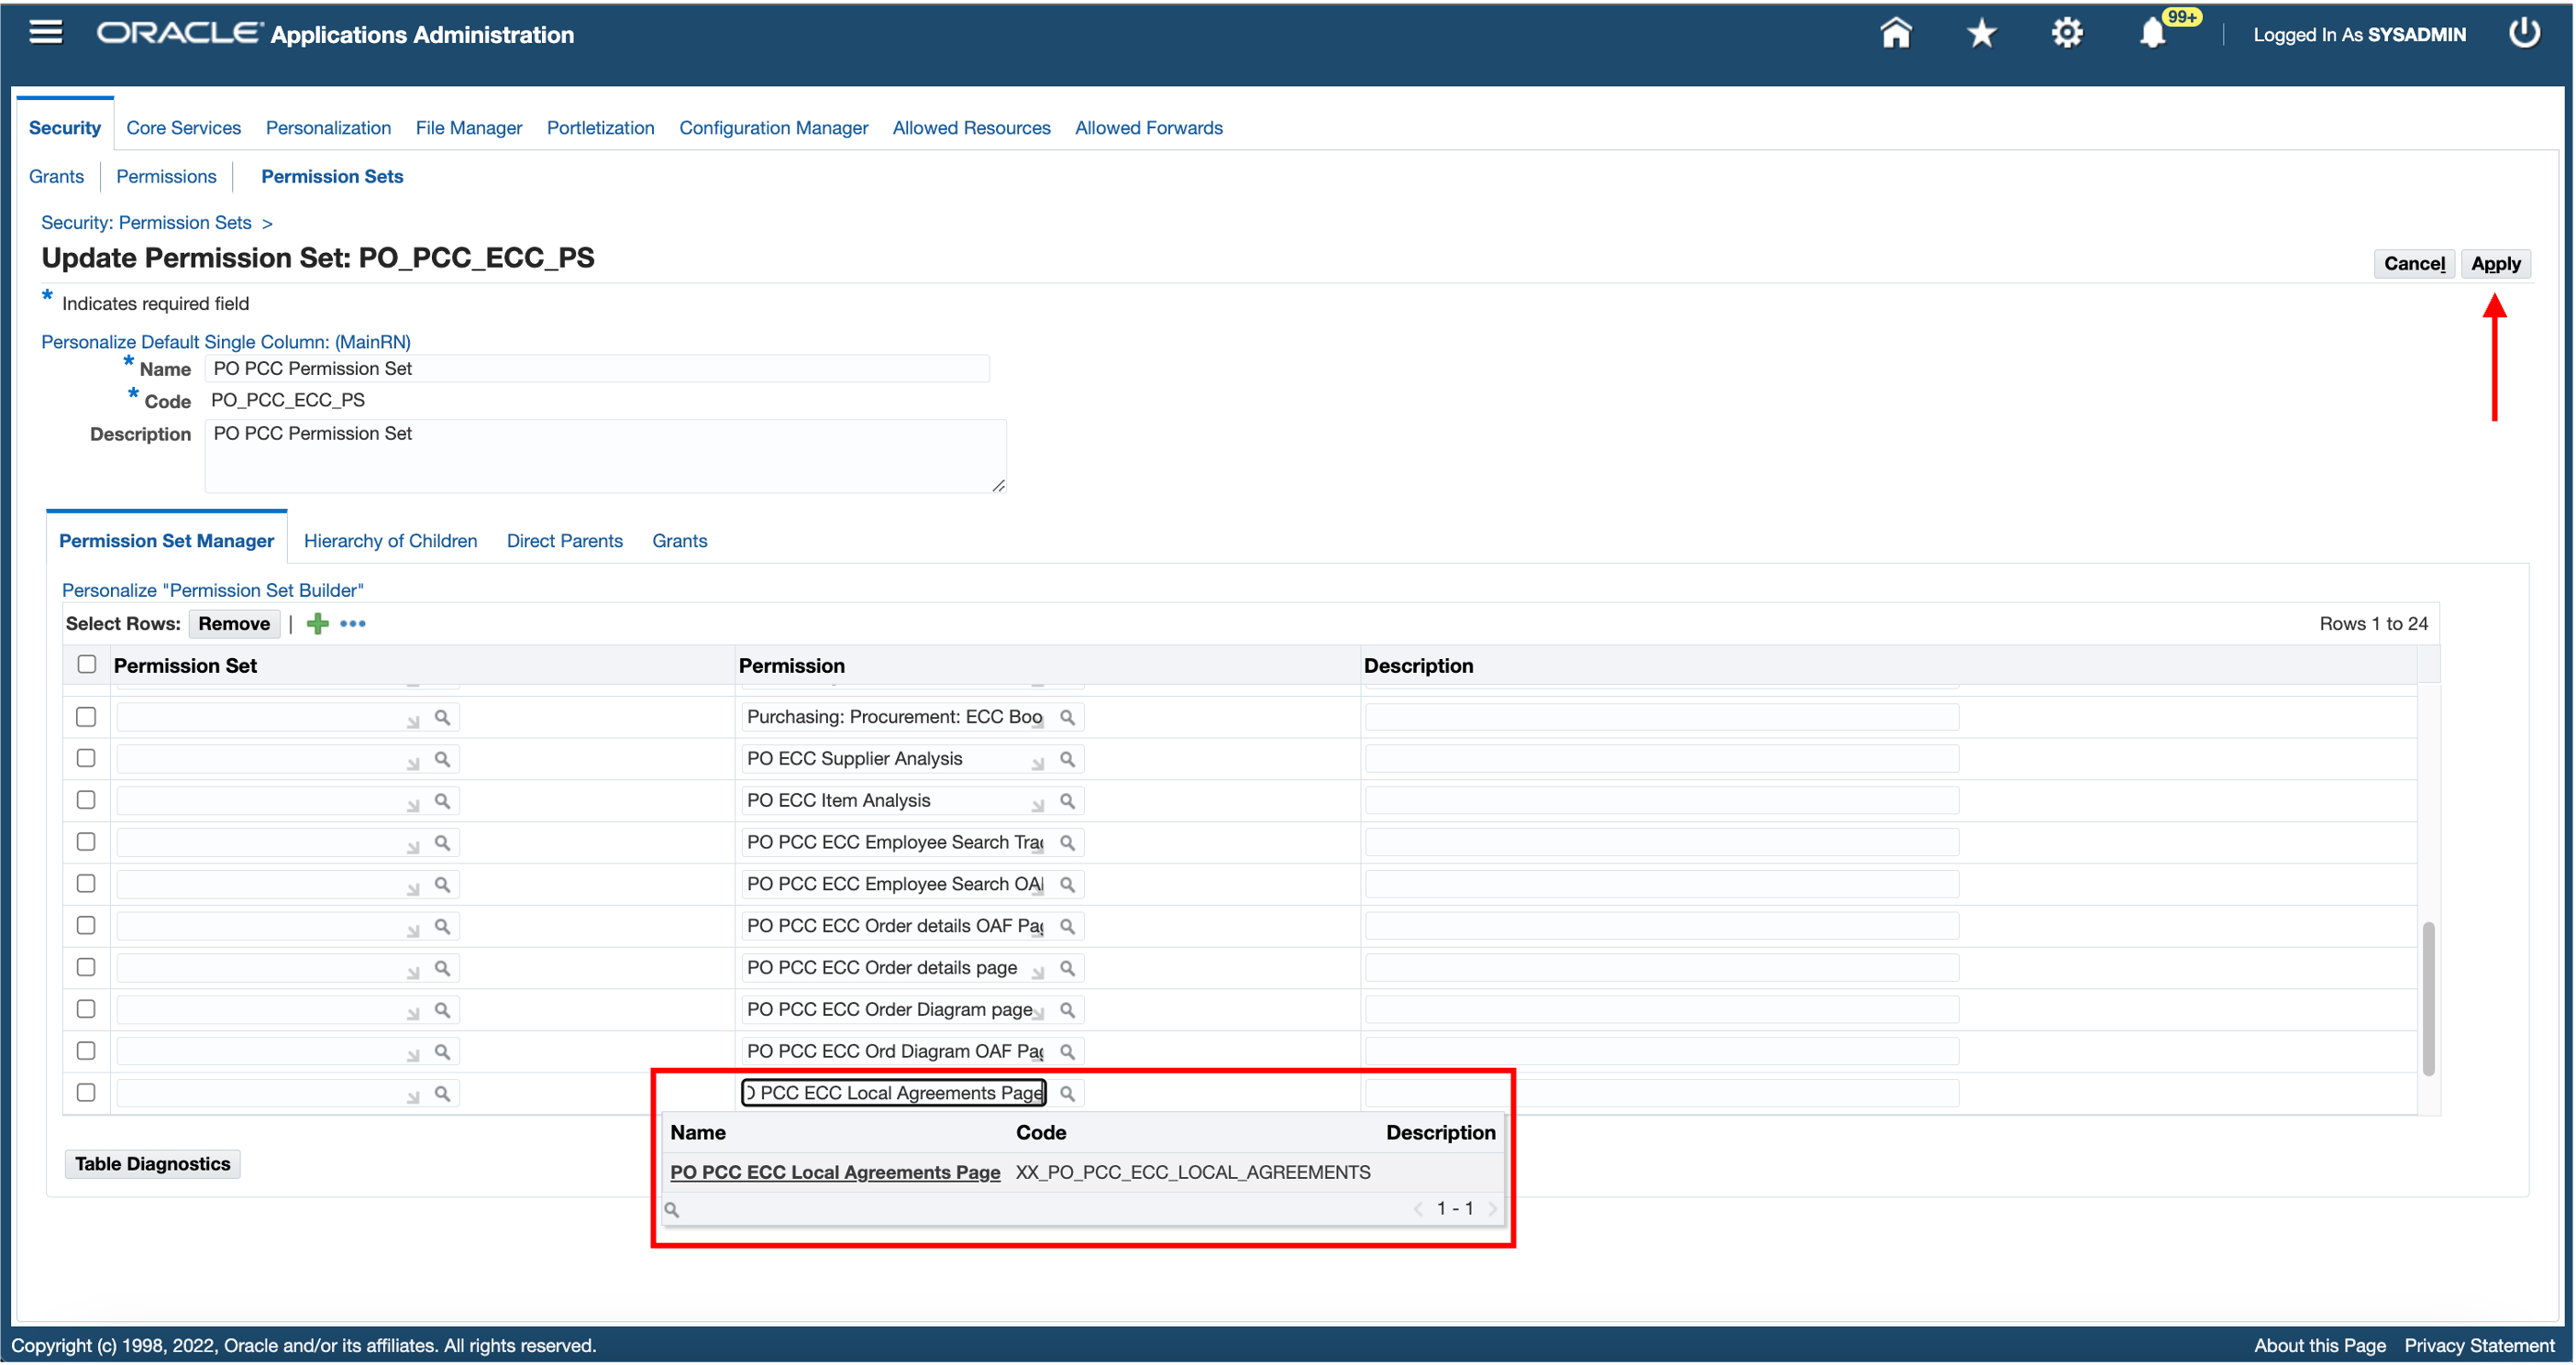 ORACLE Applications Administration
99+
Logged In As SYSADMIN
Security Core Services Personalization File Manager Portletization Configuration Manager Allowed Resources Allowed Forwards
Grants Permissions Permission Sets
Security: Permission Sets >
Update Permission Set: PO_PCC_ECC_PS
Cancel Apply
* Indicates required field
Personalize Default Single Column: (MainRN)
* Name PO PCC Permission Set
* Code PO_PCC_ECC_PS
Description PO PCC Permission Set
Permission Set Manager Hierarchy of Children Direct Parents Grants
Personalize "Permission Set Builder"
Select Rows: Remove | Rows 1 to 24
Permission Set Permission Description
Purchasing: Procurement: ECC Boo
PO ECC Supplier Analysis
PO ECC Item Analysis
PO PCC ECC Employee Search
PO PCC ECC Employee Search
PO PCC ECC Order details OAF
PO PCC ECC Order details page
PO PCC ECC Order Diagram page
PO PCC ECC Ord Diagram OAF
PCC ECC Local Agreements Page
Name Code Description
PO PCC ECC Local Agreements Page XX_PO_PCC_ECC_LOCAL_AGREEMENTS
1 - 1
Table Diagnostics
Copyright (c) 1998, 2022, Oracle and/or its affiliates. All rights reserved.
About this Page Privacy Statement